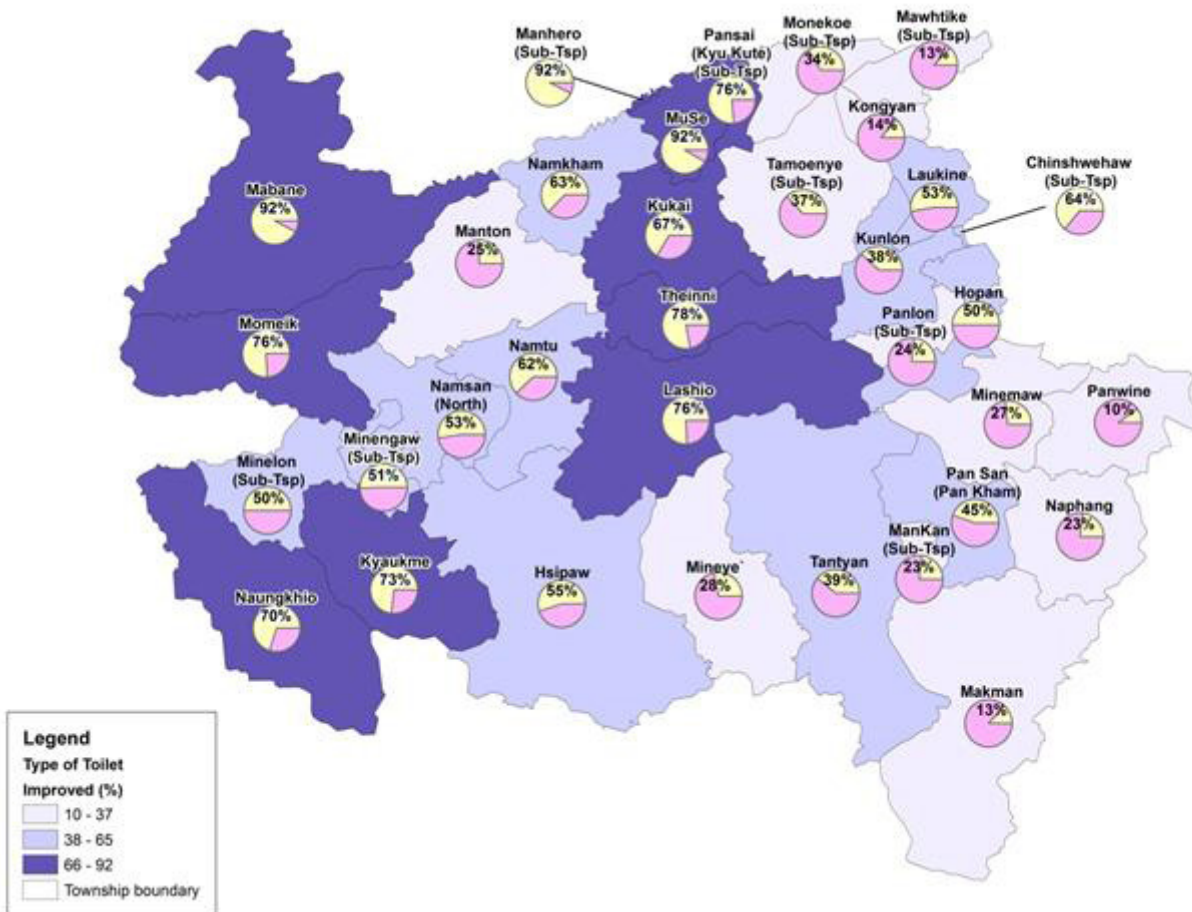 Manhero
(Sub-Tsp)
92%
Pansai
(Kyu Kute)
(Sub-Tsp)
76%
Monekoe
(Sub-Tsp)
34%
Mawhtike
(Sub-Tsp)
13%
MuSe
92%
Kongyan
14%
Namkham
63%
Tamoenye
(Sub-Tsp)
37%
Laukine
53%
Chinshwehaw
(Sub-Tsp)
64%
Mabane
92%
Manton
25%
Kukai
67%
Kunlon
38%
Momeik
76%
Theinni
78%
Hopan
50%
Panlon
(Sub-Tsp)
24%
Namtu
62%
Namsan
(North)
53%
Lashio
76%
Minemaw
27%
Panwine
10%
Minengaw
(Sub-Tsp)
51%
Minelon
(Sub-Tsp)
50%
Pan San
(Pan Kham)
45%
Naphang
23%
ManKan
(Sub-Tsp)
23%
Kyaukme
73%
Hsipaw
55%
Mineye`
28%
Tantyan
39%
Naungkhio
70%
Makman
13%
Legend
Type of Toilet
Improved (%)
10 - 37
38 - 65
66 - 92
Township boundary